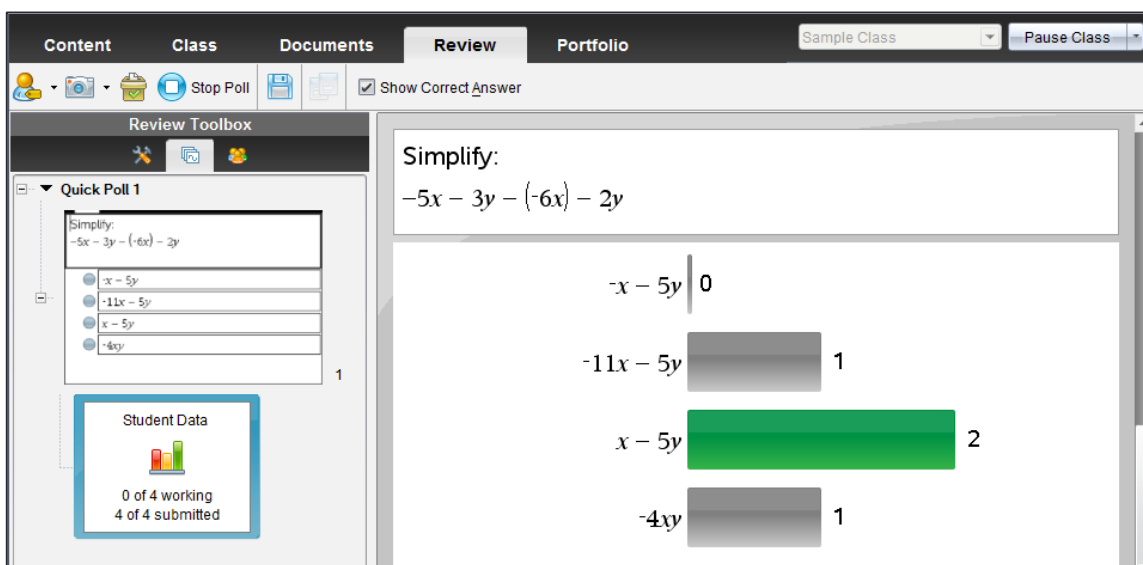 Content Class Documents Review Portfolio Sample Class Pause Class
Stop Poll Show Correct Answer
Review Toolbox
Quick Poll 1
Simplify:
-5x – 3y – (-6x) – 2y
-x – 5y
-11x – 5y
x – 5y
-4xy
1
Student Data
0 of 4 working
4 of 4 submitted
Simplify:
-5x – 3y – (-6x) – 2y
-x – 5y 0
-11x – 5y 1
x – 5y 2
-4xy 1